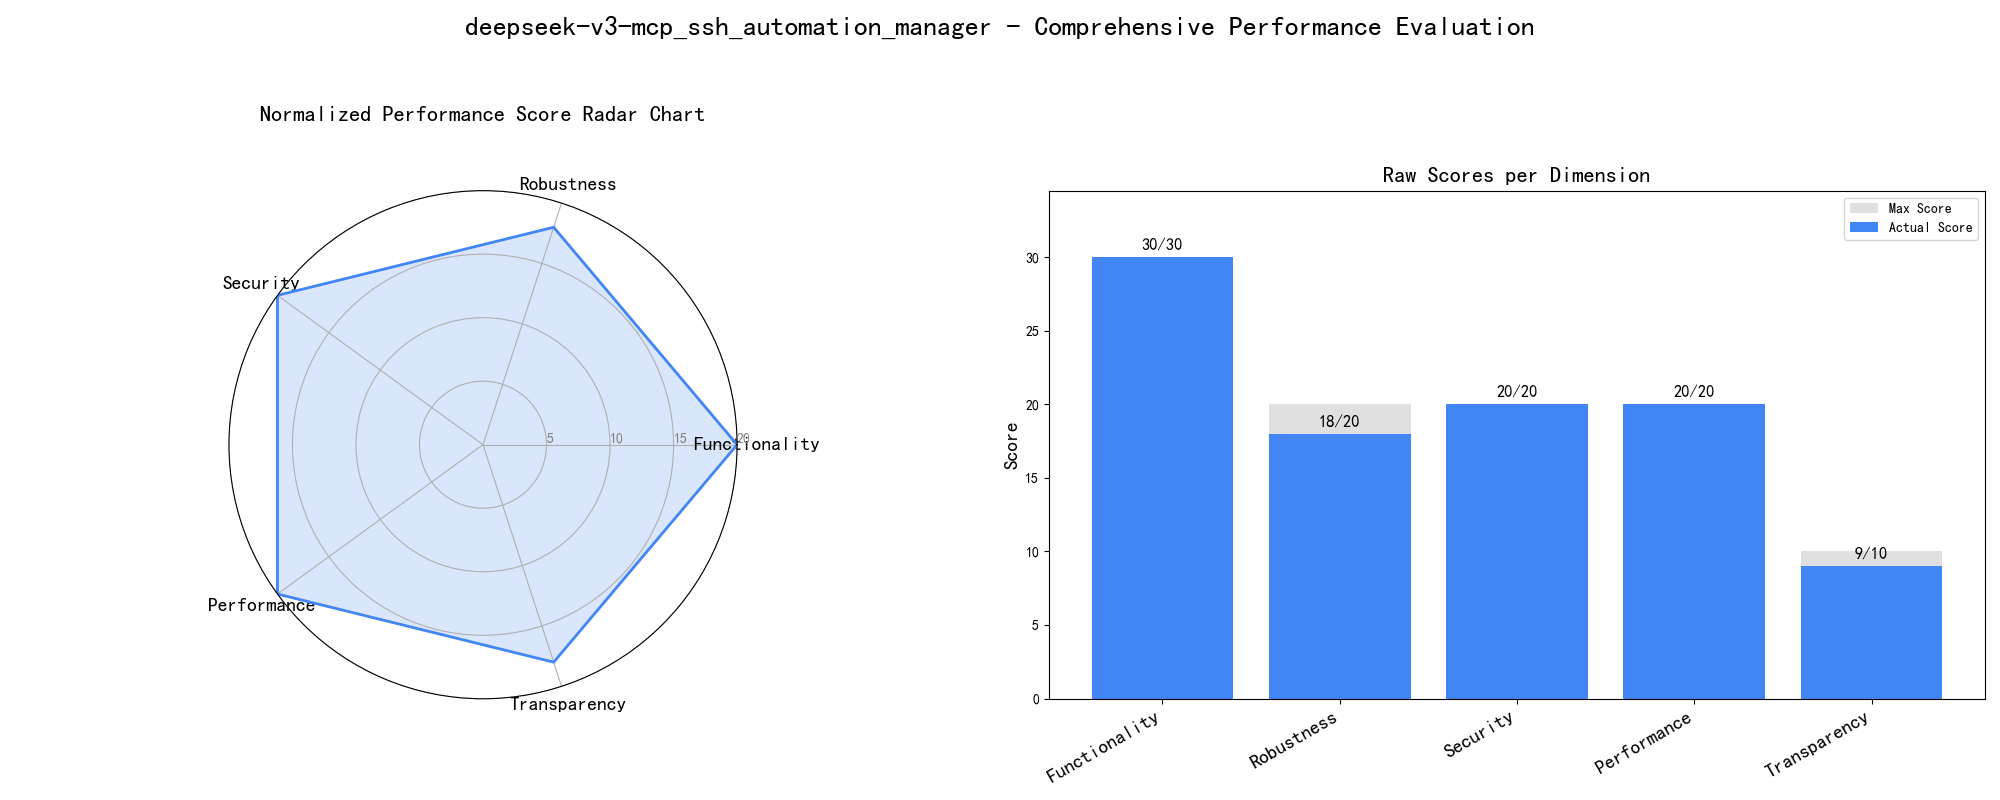 deepseek-v3-mcp_ssh_automation_manager - Comprehensive Performance Evaluation
Normalized Performance Score Radar Chart
Robustness
Security
Functionality
Performance
Transparency
5
10
15
20
Raw Scores per Dimension
Max Score
Actual Score
Score
30
25
20
15
10
5
0
30/30
18/20
20/20
20/20
9/10
Functionality
Robustness
Security
Performance
Transparency